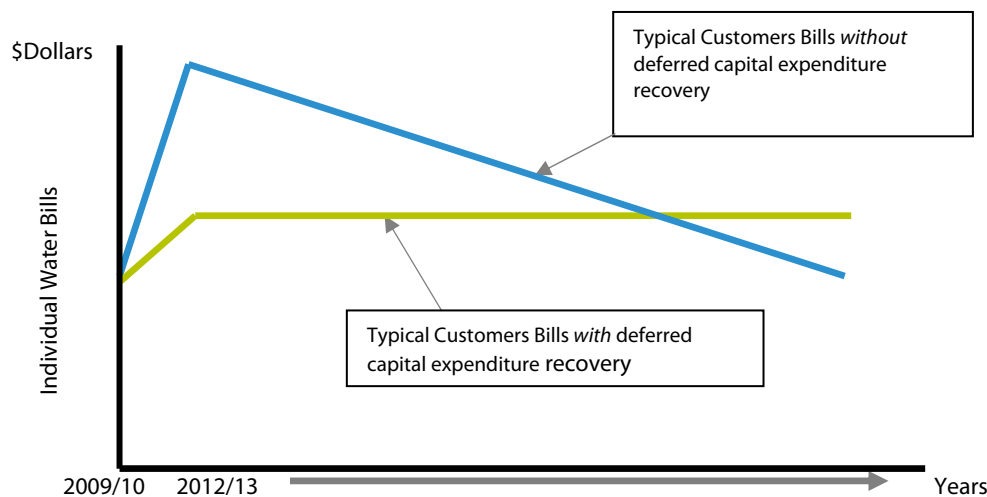 $Dollars
Typical Customers Bills without
deferred capital expenditure
recovery
Individual Water Bills
Typical Customers Bills with deferred
capital expenditure recovery
2009/10
2012/13
Years